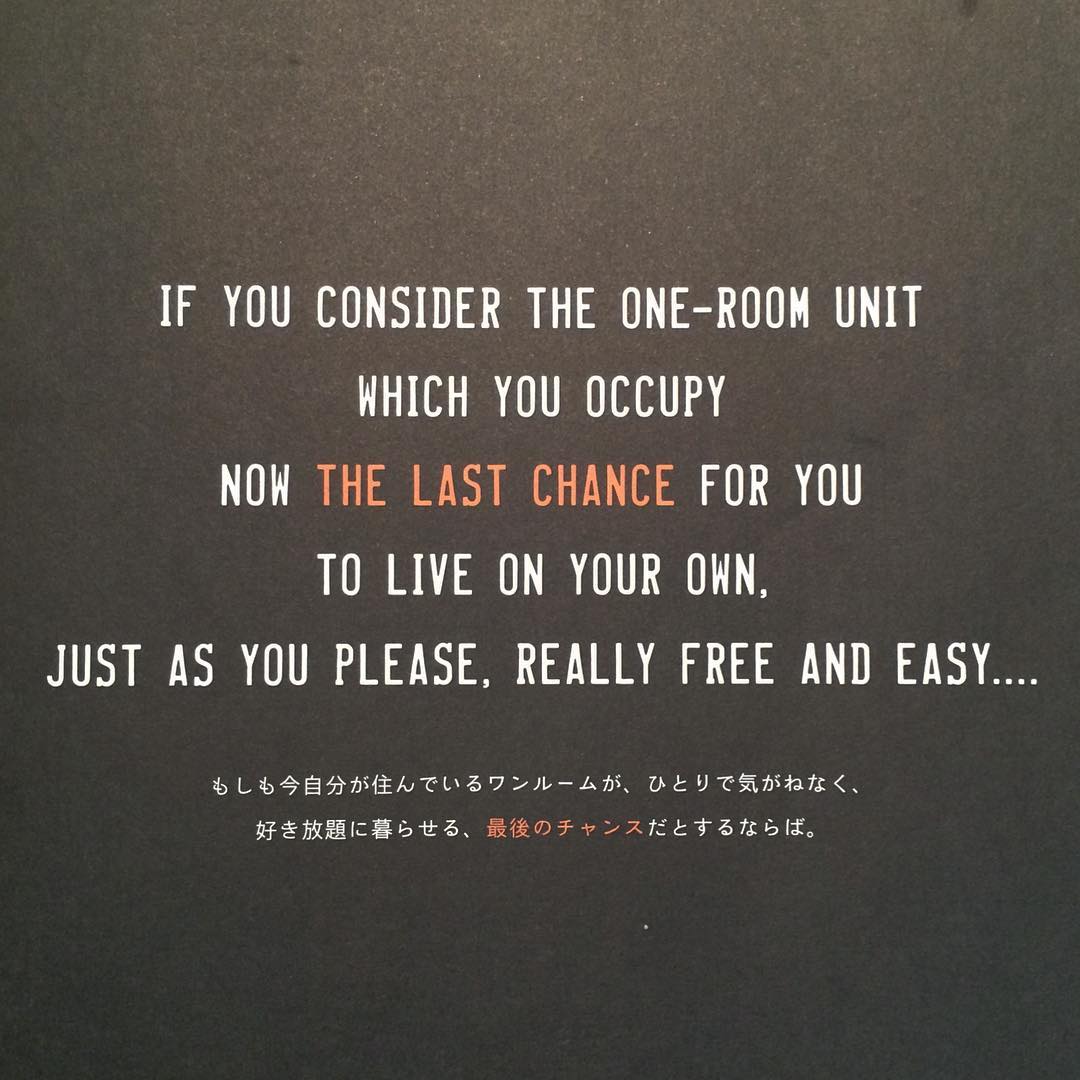 IF YOU CONSIDER THE ONE-ROOM UNIT
WHICH YOU OCCUPY
NOW THE LAST CHANCE FOR YOU
TO LIVE ON YOUR OWN,
JUST AS YOU PLEASE, REALLY FREE AND EASY....
もしも今自分が住んでいるワンルームが、ひとりで気がねなく、
好き放題に暮らせる、最後のチャンスだとするならば。